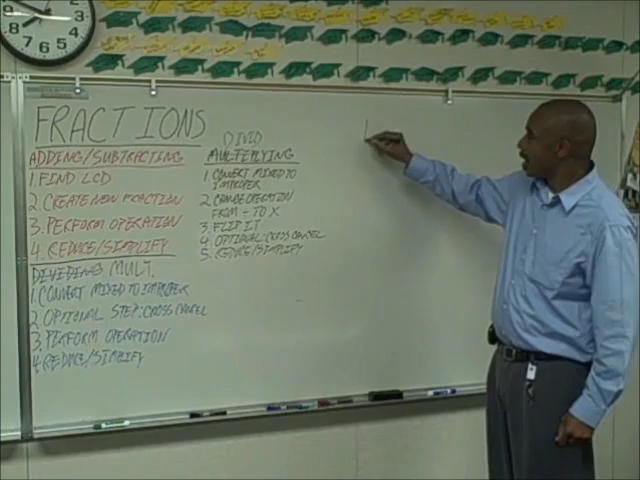 FRACTIONS
ADDING/SUBTRACTING
1. FIND LCD
2. CREATE NEW FRACTION
3. PERFORM OPERATION
4. REDUCE/SIMPLIFY
DIVIDING MULT.
1. CONVERT MIXED TO IMPROPER
2. OPTIONAL STEP: CROSS CANCEL
3. PERFORM OPERATION
4. REDUCE/SIMPLIFY
DIVID
MULTIPLYING
1. CONVERT MIXED TO
IMPROPER
2. CHANGE OPERATION
FROM ÷ TO X
3. FLIP IT
4. OPTIONAL: CROSS CANCEL
5. REDUCE/SIMPLIFY